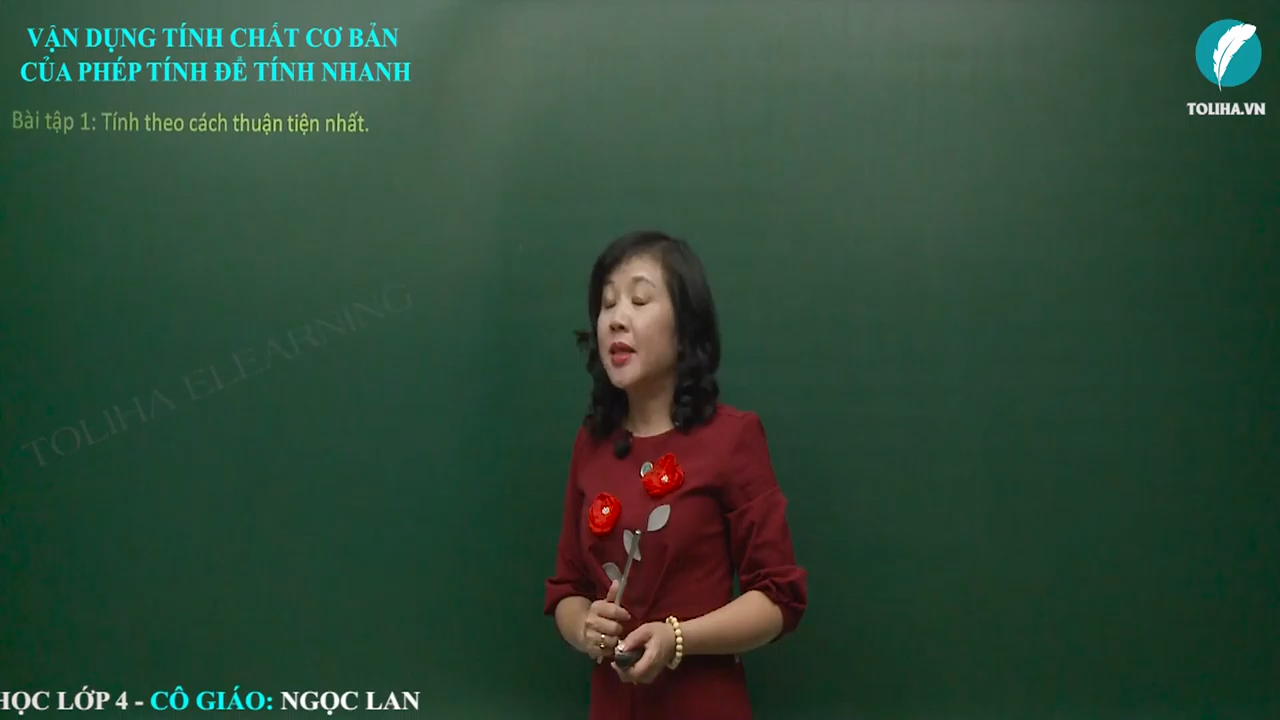 VẬN DỤNG TÍNH CHẤT CƠ BẢN
CỦA PHÉP TÍNH ĐỂ TÍNH NHANH
TOLIHA.VN
Bài tập 1: Tính theo cách thuận tiện nhất.
TOLIHA ELEARNING
HỌC LỚP 4 - CÔ GIÁO: NGỌC LAN